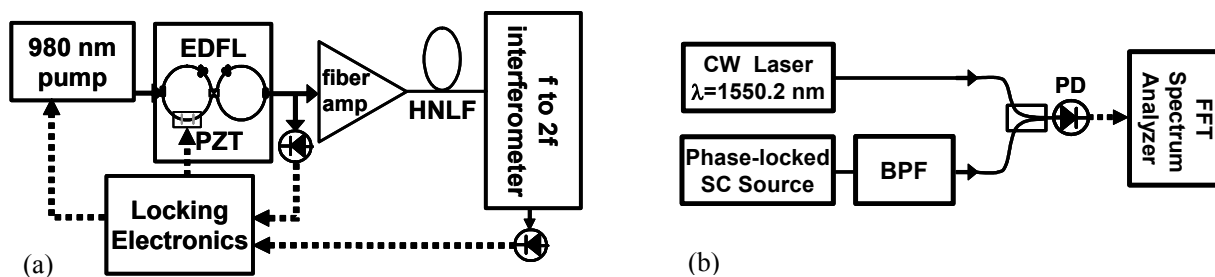 980 nm
pump
EDFL
PZT
fiber
amp
HNLF
f to 2f
interferometer
Locking
Electronics
(a)
CW Laser
λ=1550.2 nm
Phase-locked
SC Source
BPF
PD
FFT
Spectrum
Analyzer
(b)